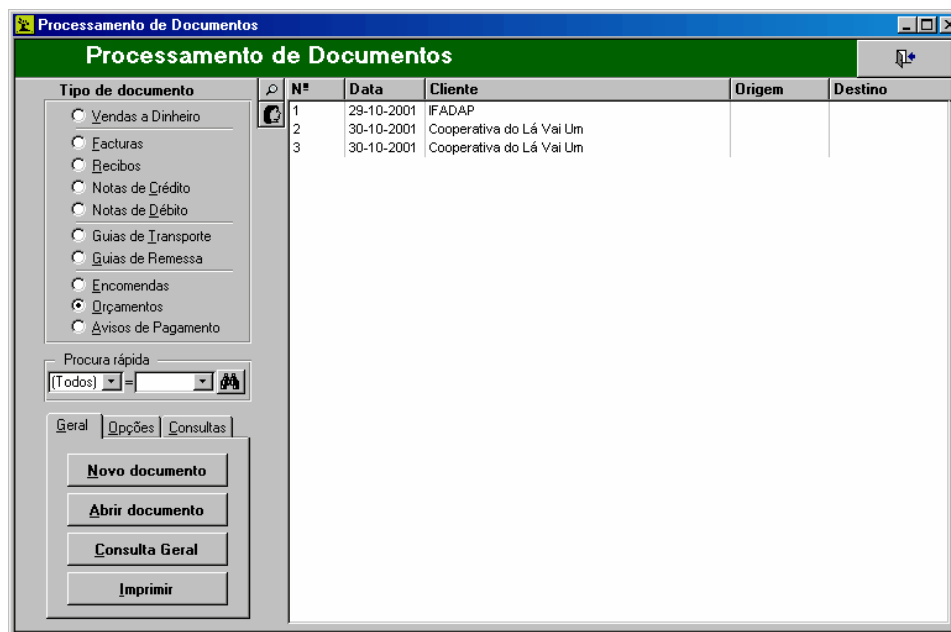 Processamento de Documentos
Processamento de Documentos
Tipo de documento
Vendas a Dinheiro
Facturas
Recibos
Notas de Crédito
Notas de Débito
Guias de Transporte
Guias de Remessa
Encomendas
Orçamentos
Avisos de Pagamento
Procura rápida
(Todos) =
Geral Opções Consultas
Novo documento
Abrir documento
Consulta Geral
Imprimir
Nº Data Cliente Origem Destino
1 29-10-2001 IFADAP
2 30-10-2001 Cooperativa do Lá Vai Um
3 30-10-2001 Cooperativa do Lá Vai Um